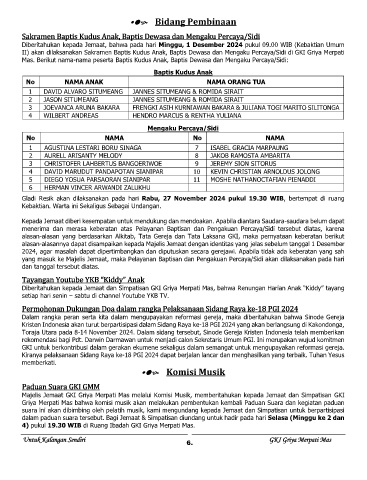 Bidang Pembinaan
Sakramen Baptis Kudus Anak, Baptis Dewasa dan Mengaku Percaya/Sidi
Diberitahukan kepada Jemaat, bahwa pada hari Minggu, 1 Desember 2024 pukul 09.00 WIB (Kebaktian Umum
II) akan dilaksanakan Sakramen Baptis Kudus Anak, Baptis Dewasa dan Mengaku Percaya/Sidi di GKI Griya Merpati
Mas. Berikut nama-nama peserta Baptis Kudus Anak, Baptis Dewasa dan Mengaku Percaya/Sidi:
Baptis Kudus Anak
No NAMA ANAK NAMA ORANG TUA
1 DAVID ALVARO SITUMEANG JANNES SITUMEANG & ROMIDA SIRAIT
2 JASON SITUMEANG JANNES SITUMEANG & ROMIDA SIRAIT
3 JOEVANCA ARUNA BAKARA FRENGKI ASIH KURNIAWAN BAKARA & JULIANA TOGI MARITO SILITONGA
4 WILBERT ANDREAS HENDRO MARCUS & RENTHA YULIANA
Mengaku Percaya/Sidi
No NAMA No NAMA
1 AGUSTINA LESTARI BORU SINAGA 7 ISABEL GRACIA MARPAUNG
2 AURELL ARISANTY MELODY 8 JAKOB RAMOSTA AMBARITA
3 CHRISTOFER LAHBERTUS BANGOERIWOE 9 JEREMY SION SITORUS
4 DAVID MARUDUT PANDAPOTAN SIANIPAR 10 KEVIN CHRISTIAN ARNOLDUS JOLONG
5 DIEGO YOSUA PARSAORAN SIANIPAR 11 MOSHE NATHANOCTAFIAN PIENADDI
6 HERMAN VINCER ARWANDI ZALUKHU
Gladi Resik akan dilaksanakan pada hari Rabu, 27 November 2024 pukul 19.30 WIB, bertempat di ruang
Kebaktian. Warta ini Sekaligus Sebagai Undangan.
Kepada Jemaat diberi kesempatan untuk mendukung dan mendoakan. Apabila diantara Saudara-saudara belum dapat
menerima dan merasa keberatan atas Pelayanan Baptisan dan Pengakuan Percaya/Sidi tersebut diatas, karena
alasan-alasan yang berdasarkan Alkitab, Tata Gereja dan Tata Laksana GKI, maka pernyataan keberatan berikut
alasan-alasannya dapat disampaikan kepada Majelis Jemaat dengan identitas yang jelas sebelum tanggal 1 Desember
2024, agar masalah dapat dipertimbangkan dan diputuskan secara gerejawi. Apabila tidak ada keberatan yang sah
yang masuk ke Majelis Jemaat, maka Pelayanan Baptisan dan Pengakuan Percaya/Sidi akan dilaksanakan pada hari
dan tanggal tersebut diatas.
Tayangan Youtube YKB “Kiddy” Anak
Diberitahukan kepada Jemaat dan Simpatisan GKI Griya Merpati Mas, bahwa Renungan Harian Anak “Kiddy” tayang
setiap hari senin – sabtu di channel Youtube YKB TV.
Permohonan Dukungan Doa dalam rangka Pelaksanaan Sidang Raya ke-18 PGI 2024
Dalam rangka peran serta kita dalam mengupayakan reformasi gereja, maka diberitahukan bahwa Sinode Gereja
Kristen Indonesia akan turut berpartisipasi dalam Sidang Raya ke-18 PGI 2024 yang akan berlangsung di Kalkondonga,
Toraja Utara pada 8-14 November 2024. Dalam sidang tersebut, Sinode Gereja Kristen Indonesia telah memberikan
rekomendasi bagi Pdt. Darwin Darmawan untuk menjadi calon Sekretaris Umum PGI. Ini merupakan wujud komitmen
GKI untuk berkontribusi dalam gerakan ekumene sekaligus dalam semangat untuk mengupayakan reformasi gereja.
Kiranya pelaksanaan Sidang Raya ke-18 PGI 2024 dapat berjalan lancar dan menghasilkan yang terbaik. Tuhan Yesus
memberkati.
Komisi Musik
Paduan Suara GKI GMM
Majelis Jemaat GKI Griya Merpati Mas melalui Komisi Musik, memberitahukan kepada Jemaat dan Simpatisan GKI
Griya Merpati Mas bahwa komisi musik akan melakukan pembentukan kembali Paduan Suara dan kegiatan paduan
suara ini akan dibimbing oleh pelatih musik, kami mengundang kepada Jemaat dan Simpatisan untuk berpartisipasi
dalam paduan suara tersebut. Bagi Jemaat & Simpatisan diundang untuk hadir pada hari Selasa (Minggu ke 2 dan
4) pukul 19.30 WIB di Ruang Ibadah GKI Griya Merpati Mas.
Untuk Kalangan Sendiri 6. GKI Griya Merpati Mas